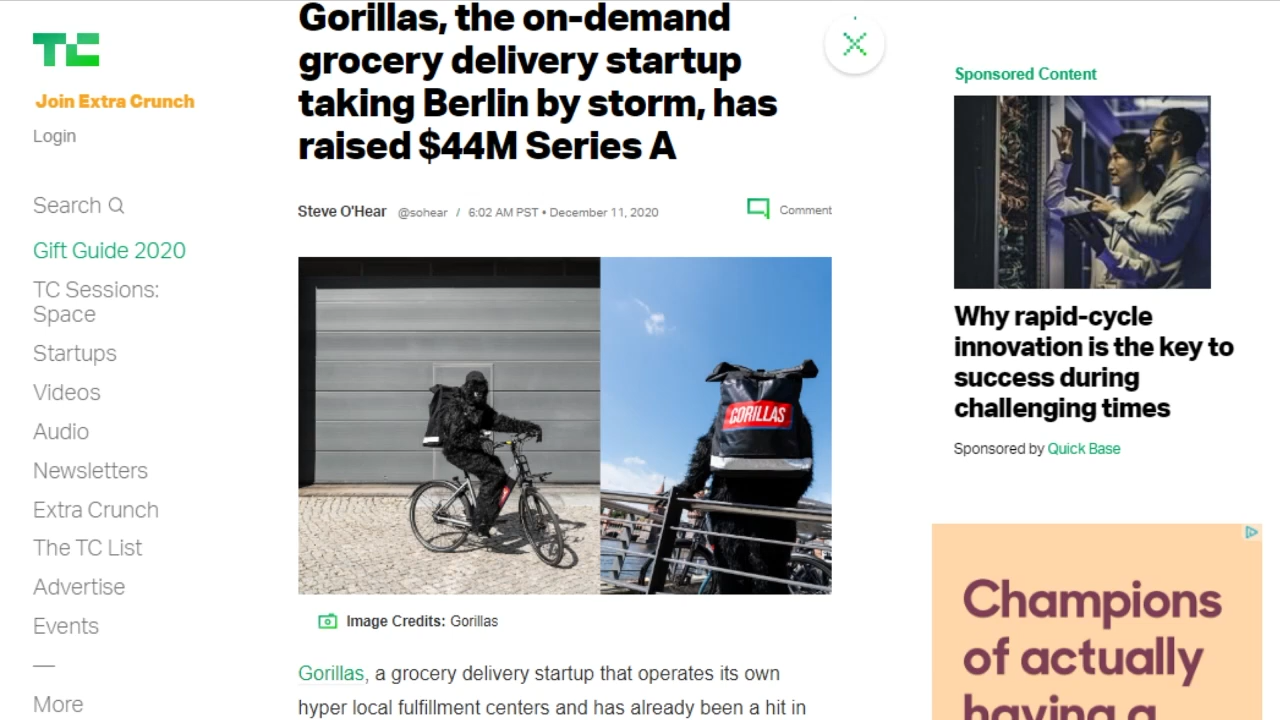 TC
Join Extra Crunch
Login
Search
Gift Guide 2020
TC Sessions:
Space
Startups
Videos
Audio
Newsletters
Extra Crunch
The TC List
Advertise
Events
—
More
Gorillas, the on-demand
grocery delivery startup
taking Berlin by storm, has
raised $44M Series A
Steve O'Hear @sohear / 6:02 AM PST • December 11, 2020
Comment
GORILLAS
Image Credits: Gorillas
Gorillas, a grocery delivery startup that operates its own
hyper local fulfillment centers and has already been a hit in
Sponsored Content
Why rapid-cycle
innovation is the key to
success during
challenging times
Sponsored by Quick Base
Champions
of actually
having a